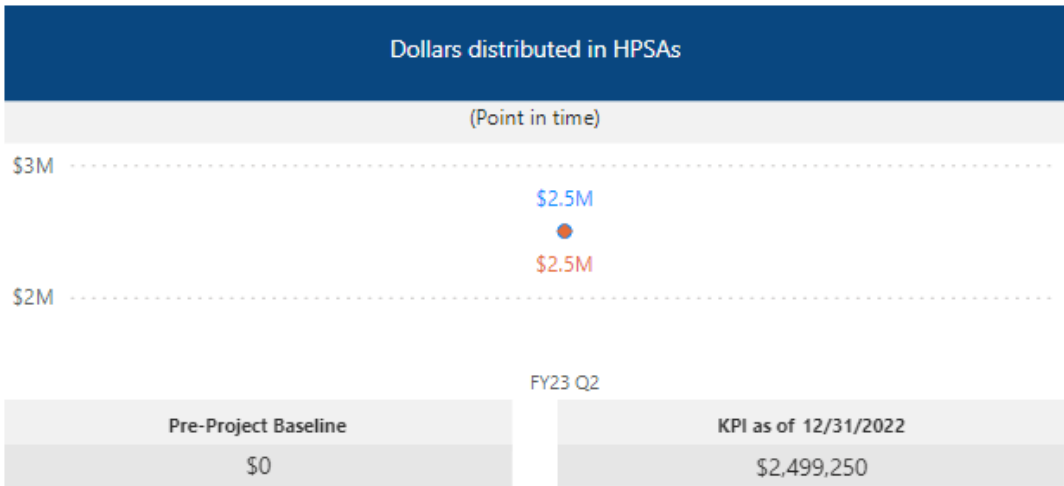 Dollars distributed in HPSAs
(Point in time)
$3M
$2.5M
$2.5M
$2M
FY23 Q2
Pre-Project Baseline
KPI as of 12/31/2022
$0
$2,499,250